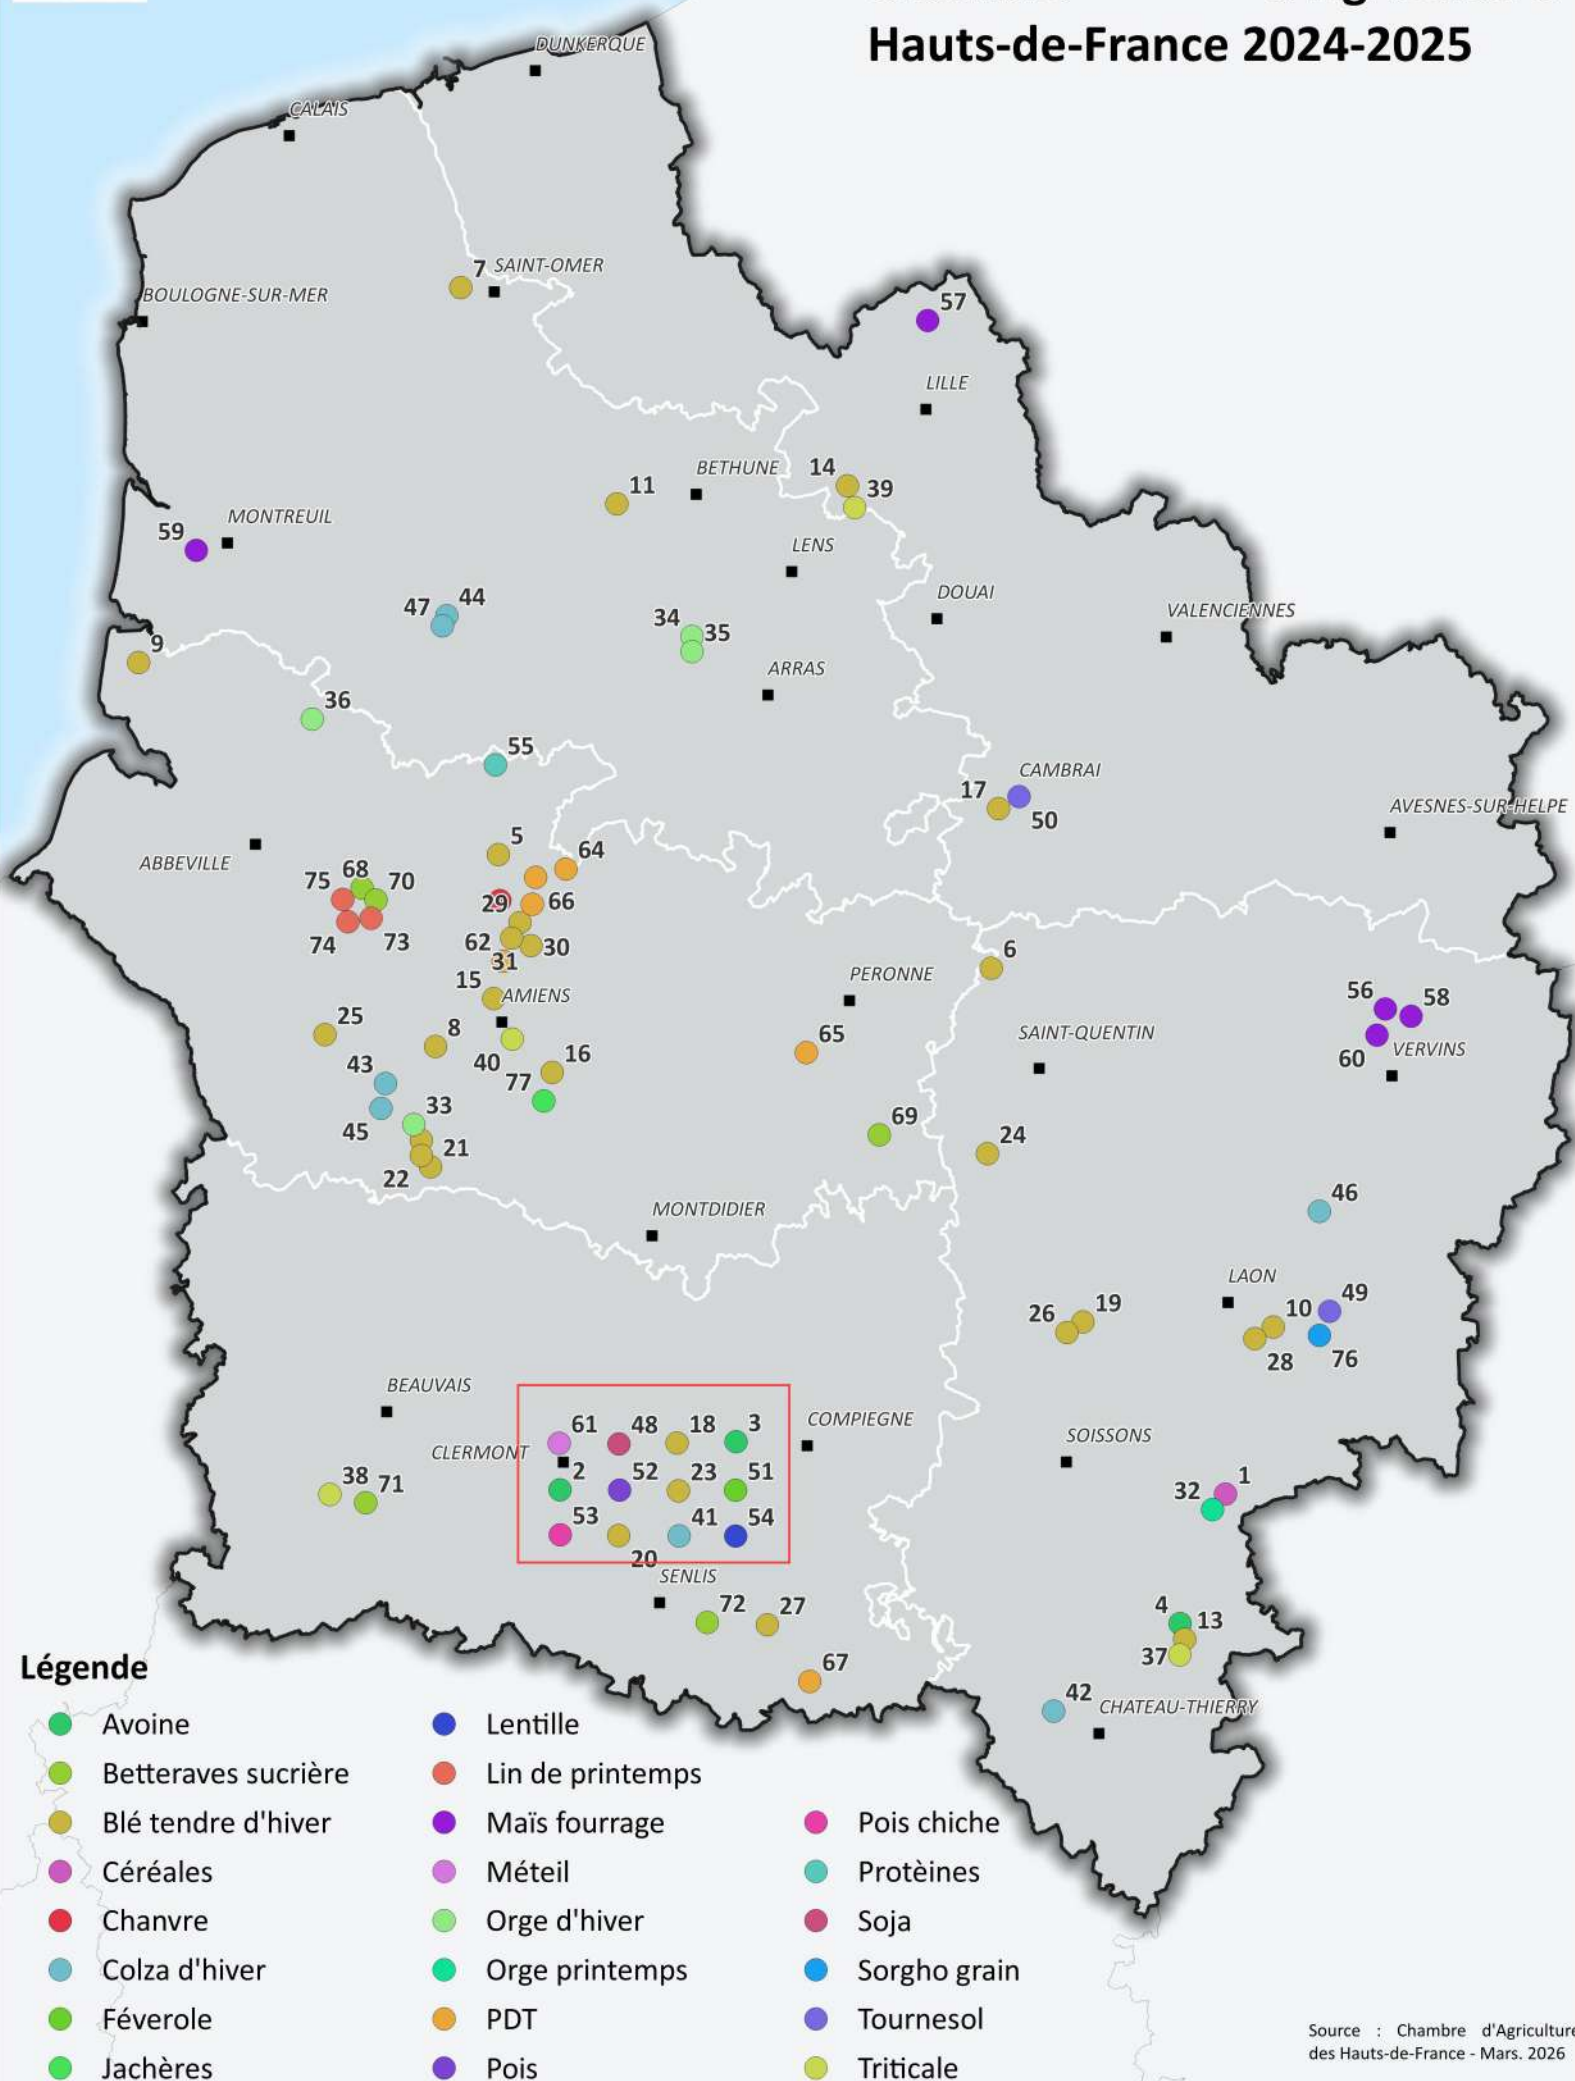 Hauts-de-France 2024-2025
DUNKERQUE
CALAIS
7 SAINT-OMER
BOULOGNE-SUR-MER
57
LILLE
BETHUNE
14
11
39
59
MONTREUIL
LENS
DOUAI
47 44
VALENCIENNES
34 35
9
ARRAS
36
55
CAMBRAI
17
50
AVESNES-SUR-HELPE
5
64
ABBEVILLE
75 68 70
29 66
74 73
62 30
31
6
15
AMIENS
PERONNE
56 58
25
8
65
SAINT-QUENTIN
60 VERVINS
43
40
16
77
45
33
69
24
21
22
46
MONTDIDIER
LAON
26 19
10 49
28 76
BEAUVAIS
COMPIEGNE
CLERMONT
61 48 18 3
SOISSONS
38 71
2 52 23 51
32 1
53 41 54
20
SENLIS
72 27
4 13
37
67
42 CHATEAU-THIERRY
Légende
Avoine
Betteraves sucrière
Blé tendre d'hiver
Céréales
Chanvre
Colza d'hiver
Féverole
Jachères
Lentille
Lin de printemps
Maïs fourrage
Méteil
Orge d'hiver
Orge printemps
PDT
Pois
Pois chiche
Protèines
Soja
Sorgho grain
Tournesol
Triticale
Source : Chambre d'Agriculture
des Hauts-de-France - Mars. 2026